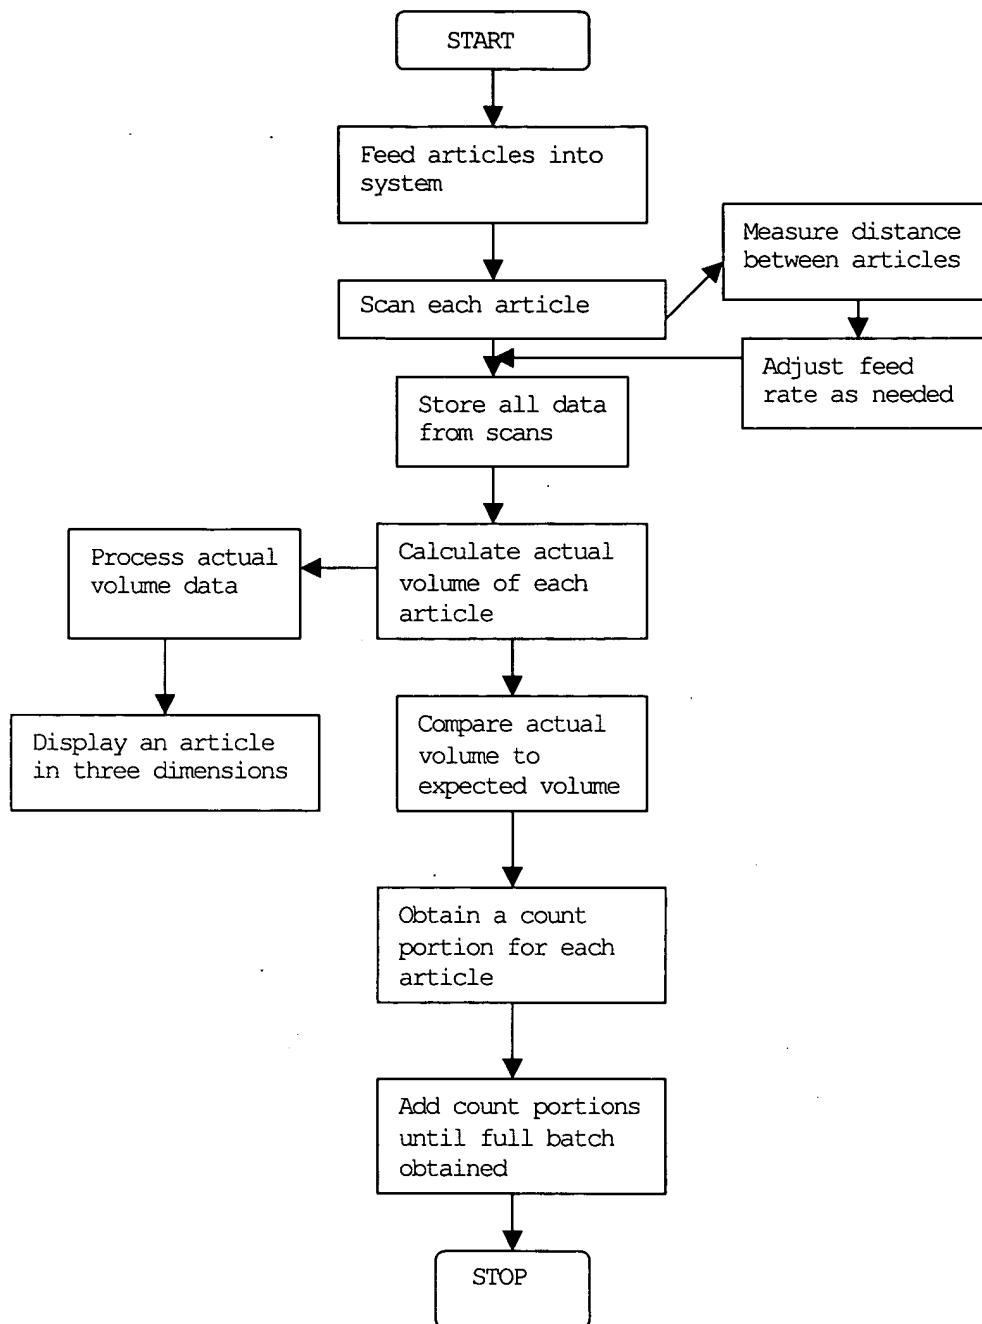 START
Feed articles into
system
Measure distance
between articles
Scan each article
Adjust feed
rate as needed
Store all data
from scans
Process actual
volume data
Calculate actual
volume of each
article
Display an article
in three dimensions
Compare actual
volume to
expected volume
Obtain a count
portion for each
article
Add count portions
until full batch
obtained
STOP